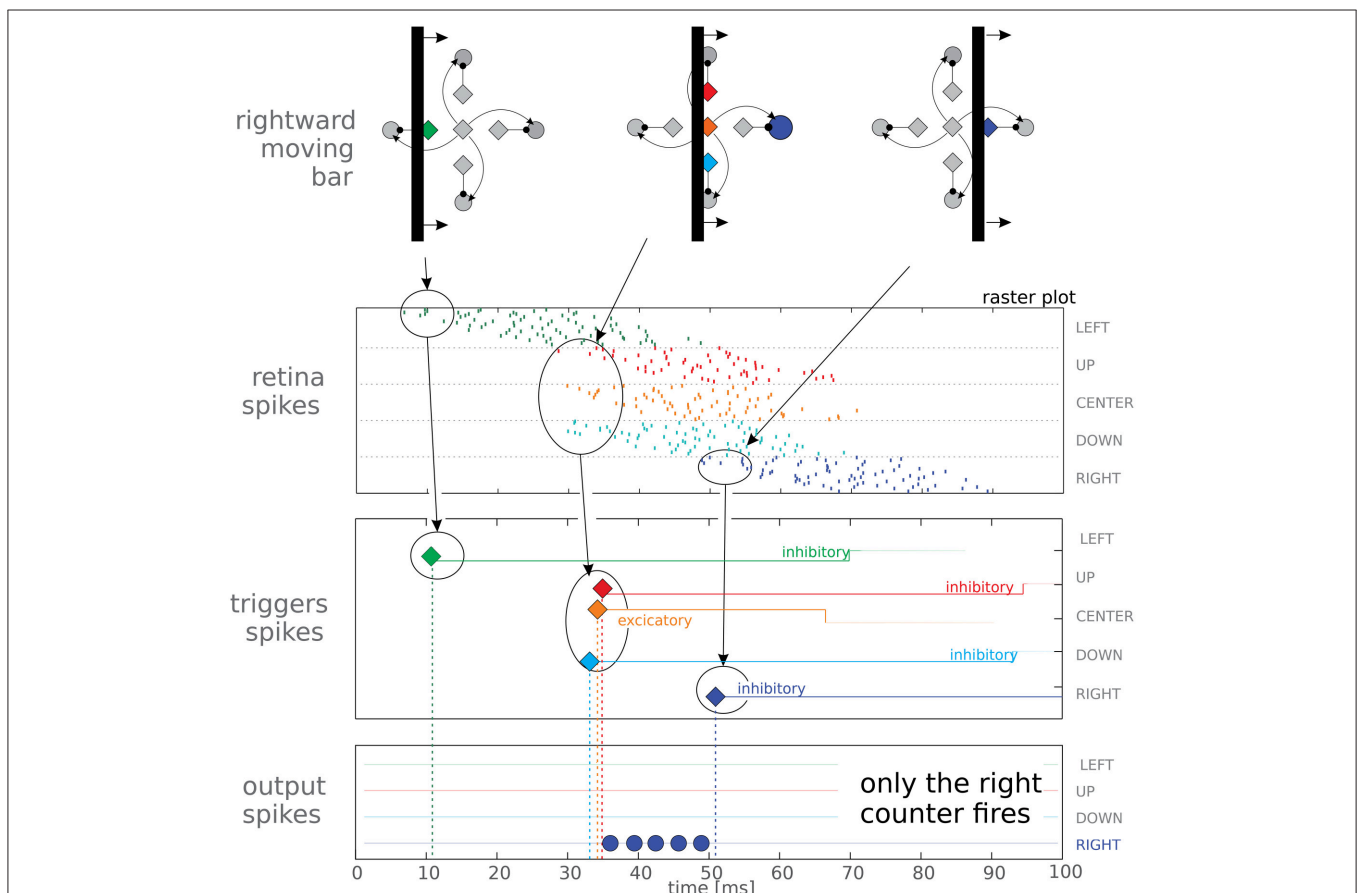 rightward
moving
bar
raster plot
retina
spikes
LEFT
UP
CENTER
DOWN
RIGHT
triggers
spikes
inhibitory
inhibitory
excicatory
inhibitory
inhibitory
LEFT
UP
CENTER
DOWN
RIGHT
output
spikes
only the right
counter fires
LEFT
UP
DOWN
RIGHT
0 10 20 30 40 50 60 70 80 90 100
time [ms]